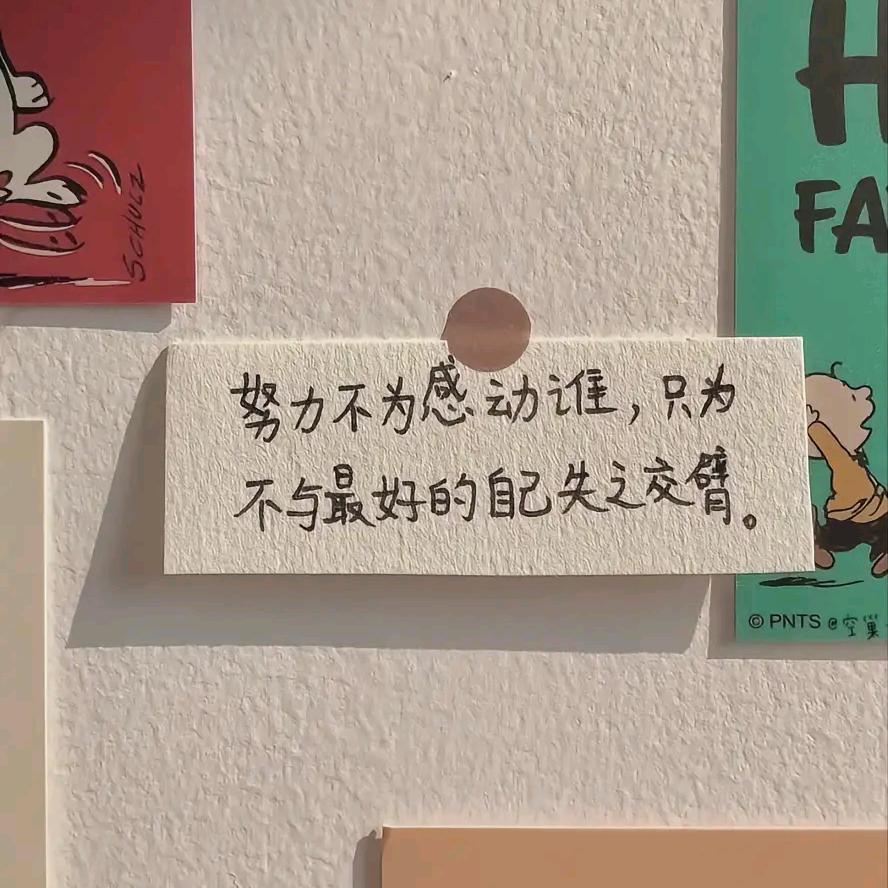 SCHULZ
H
FA
努力不为感动谁，只为
不与最好的自己失之交臂。
© PNTS @空巢